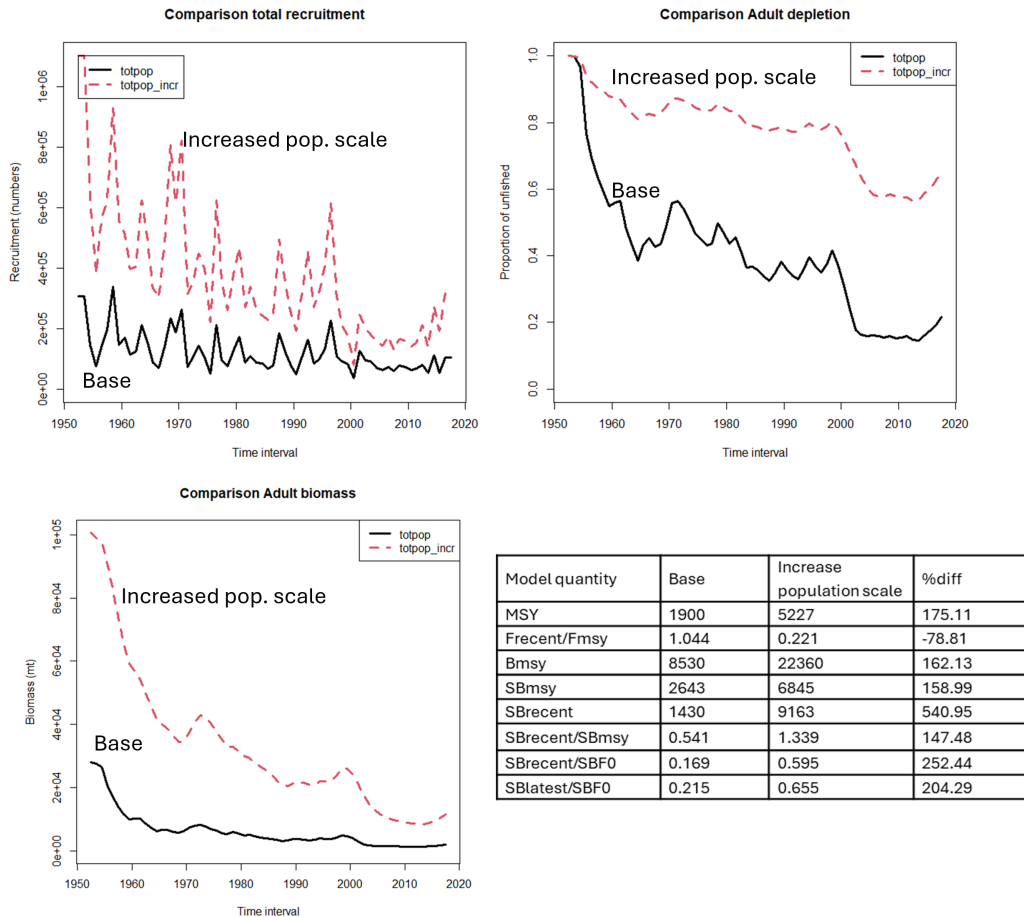 Comparison total recruitment
Recruitment (numbers)
0e+00 2e+05 4e+05 6e+05 8e+05 1e+06
totpop
totpop_incr
Increased pop. scale
Base
1950 1960 1970 1980 1990 2000 2010 2020
Time interval
Comparison Adult depletion
Proportion of unfished
0.0 0.2 0.4 0.6 0.8 1.0
totpop
totpop_incr
Increased pop. scale
Base
1950 1960 1970 1980 1990 2000 2010 2020
Time interval
Comparison Adult biomass
Biomass (mt)
0e+00 2e+04 4e+04 6e+04 8e+04 1e+05
totpop
totpop_incr
Increased pop. scale
Base
1950 1960 1970 1980 1990 2000 2010 2020
Time interval
Model quantity Base Increase population scale %diff
MSY 1900 5227 175.11
Frecent/Fmsy 1.044 0.221 -78.81
Bmsy 8530 22360 162.13
SBmsy 2643 6845 158.99
SBrecent 1430 9163 540.95
SBrecent/SBmsy 0.541 1.339 147.48
SBrecent/SBF0 0.169 0.595 252.44
SBlatest/SBF0 0.215 0.655 204.29